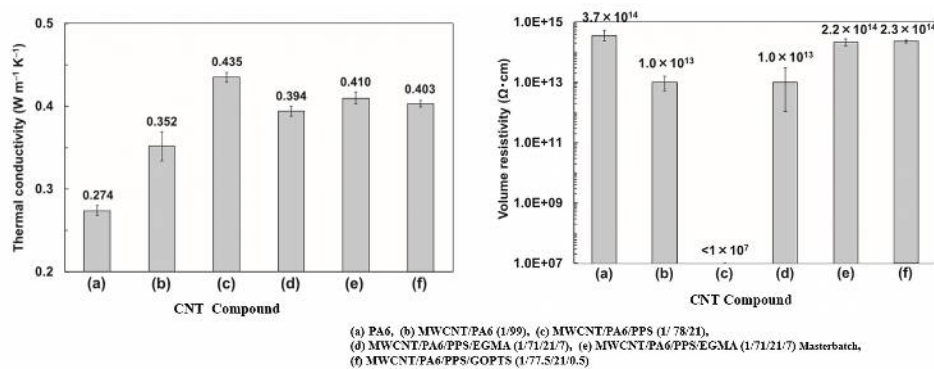 Thermal conductivity (W m⁻¹ K⁻¹)
0.5
0.4
0.3
0.2
0.274
0.352
0.435
0.394
0.410
0.403
(a) (b) (c) (d) (e) (f)
CNT Compound
Volume resistivity (Ω·cm)
1.0E+15
1.0E+13
1.0E+11
1.0E+09
1.0E+07
3.7×10¹⁴
1.0×10¹³
<1×10⁷
1.0×10¹³
2.2×10¹⁴
2.3×10¹⁴
(a) (b) (c) (d) (e) (f)
CNT Compound
(a) PA6, (b) MWCNT/PA6 (1/99), (c) MWCNT/PA6/PPS (1/ 78/21),
(d) MWCNT/PA6/PPS/EGMA (1/71/21/7), (e) MWCNT/PA6/PPS/EGMA (1/71/21/7) Masterbatch,
(f) MWCNT/PA6/PPS/GOPTS (1/77.5/21/0.5)